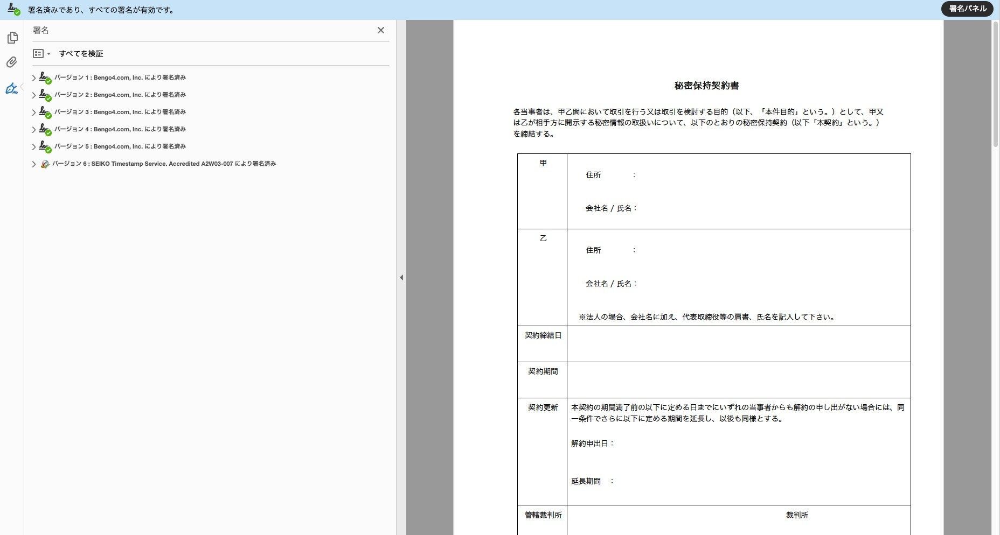 署名済みであり、すべての署名が有効です。
署名パネル
署名
すべてを検証
バージョン 1 : Bengo4.com, Inc. により署名済み
バージョン 2 : Bengo4.com, Inc. により署名済み
バージョン 3 : Bengo4.com, Inc. により署名済み
バージョン 4 : Bengo4.com, Inc. により署名済み
バージョン 5 : Bengo4.com, Inc. により署名済み
バージョン 6 : SEIKO Timestamp Service. Accredited A2W03-007 により署名済み
秘密保持契約書
各当事者は、甲乙間において取引を行う又は取引を検討する目的（以下、「本件目的」という。）として、甲又
は乙が相手方に開示する秘密情報の取扱いについて、以下のとおりの秘密保持契約（以下「本契約」という。）
を締結する。
甲
住所　　　　：
会社名 / 氏名：
乙
住所　　　　：
会社名 / 氏名：
※法人の場合、会社名に加え、代表取締役等の肩書、氏名を記入して下さい。
契約締結日
契約期間
契約更新
本契約の期間満了前の以下に定める日までにいずれの当事者からも解約の申し出がない場合には、同
一条件でさらに以下に定める期間を延長し、以後も同様とする。
解約申出日：
延長期間　：
管轄裁判所
裁判所